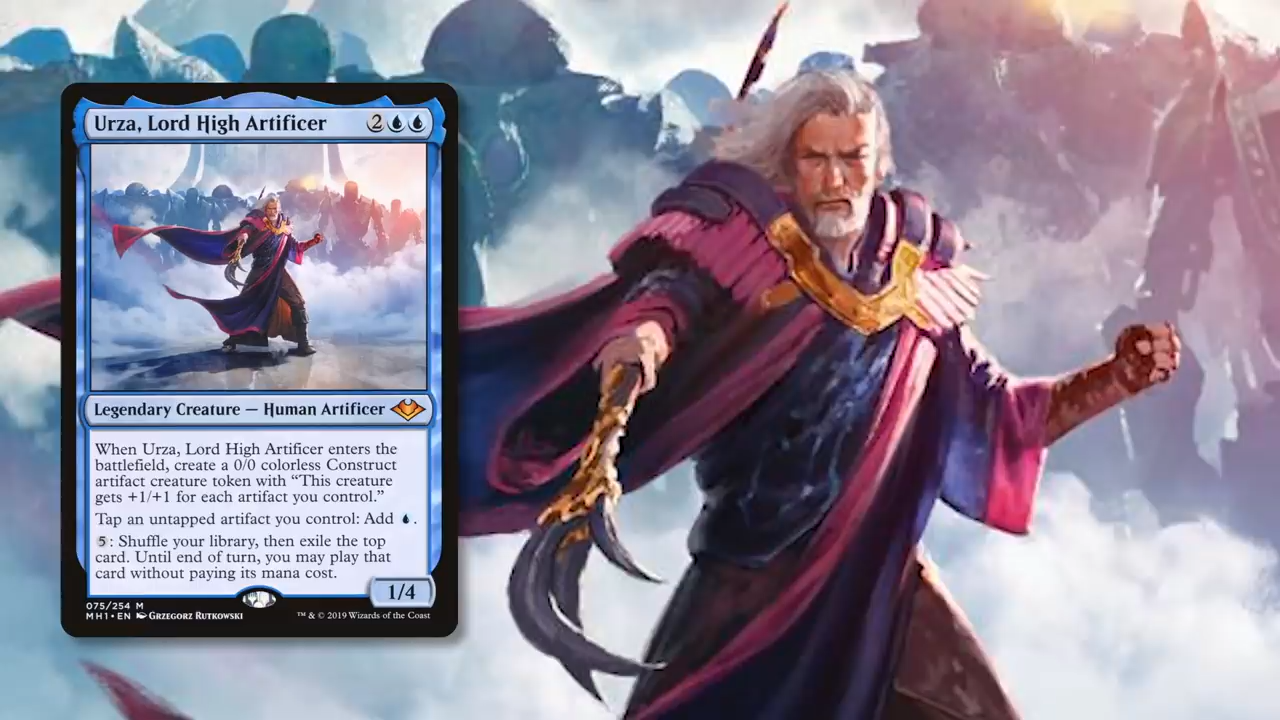 Urza, Lord High Artificer 2
Legendary Creature — Human Artificer
When Urza, Lord High Artificer enters the
battlefield, create a 0/0 colorless Construct
artifact creature token with “This creature
gets +1/+1 for each artifact you control.”
Tap an untapped artifact you control: Add .
5: Shuffle your library, then exile the top
card. Until end of turn, you may play that
card without paying its mana cost.
1/4
075/254 M
MH1 • EN Grzegorz Rutkowski ™ & © 2019 Wizards of the Coast